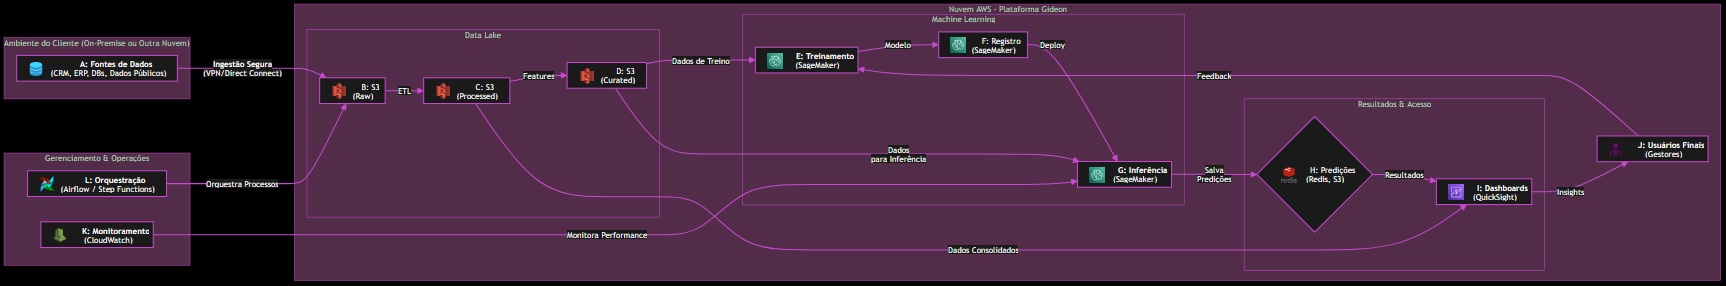 Nuvem AWS - Plataforma Gideon
Ambiente do Cliente (On-Premise ou Outra Nuvem)
A: Fontes de Dados
(CRM, ERP, DBs, Dados Públicos)
Ingestão Segura
(VPN/Direct Connect)
Gerenciamento & Operações
L: Orquestração
(Airflow / Step Functions)
Orquestra Processos
K: Monitoramento
(CloudWatch)
Monitora Performance
Data Lake
B: S3
(Raw)
ETL
C: S3
(Processed)
Features
D: S3
(Curated)
Dados de Treino
Machine Learning
E: Treinamento
(SageMaker)
Modelo
F: Registro
(SageMaker)
Deploy
Dados
para Inferência
G: Inferência
(SageMaker)
Feedback
Salva
Predições
Dados Consolidados
Resultados & Acesso
redis
H: Predições
(Redis, S3)
Resultados
I: Dashboards
(QuickSight)
Insights
J: Usuários Finais
(Gestores)